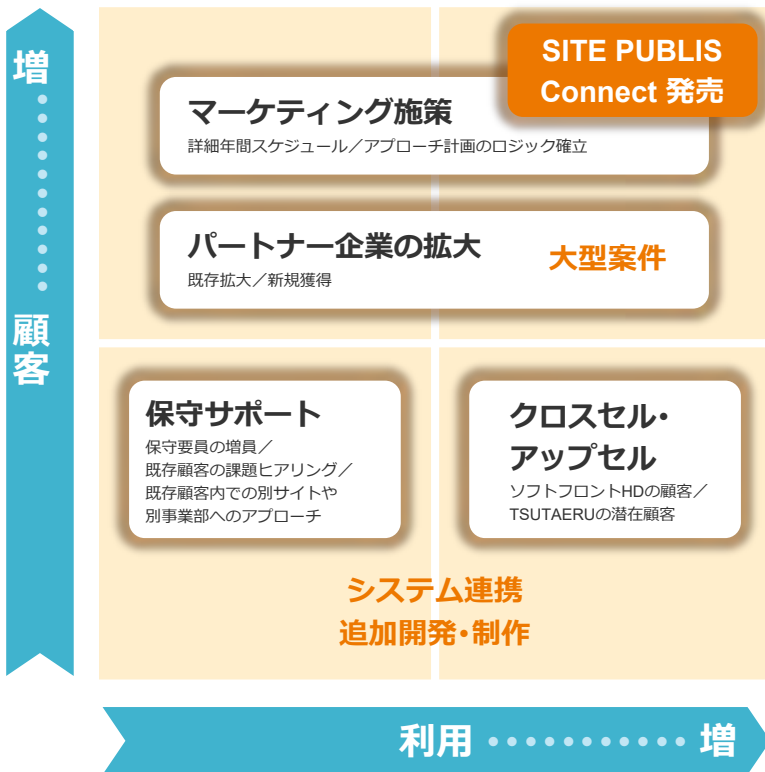 増
顧客
SITE PUBLIS
Connect 発売
マーケティング施策
詳細年間スケジュール／アプローチ計画のロジック確立
パートナー企業の拡大
既存拡大／新規獲得
大型案件
保守サポート
保守要員の増員／
既存顧客の課題ヒアリング／
既存顧客内での別サイトや
別事業部へのアプローチ
クロスセル・
アップセル
ソフトフロントHDの顧客／
TSUTAERUの潜在顧客
システム連携
追加開発・制作
利用 ・・・・・・・・・・・ 増